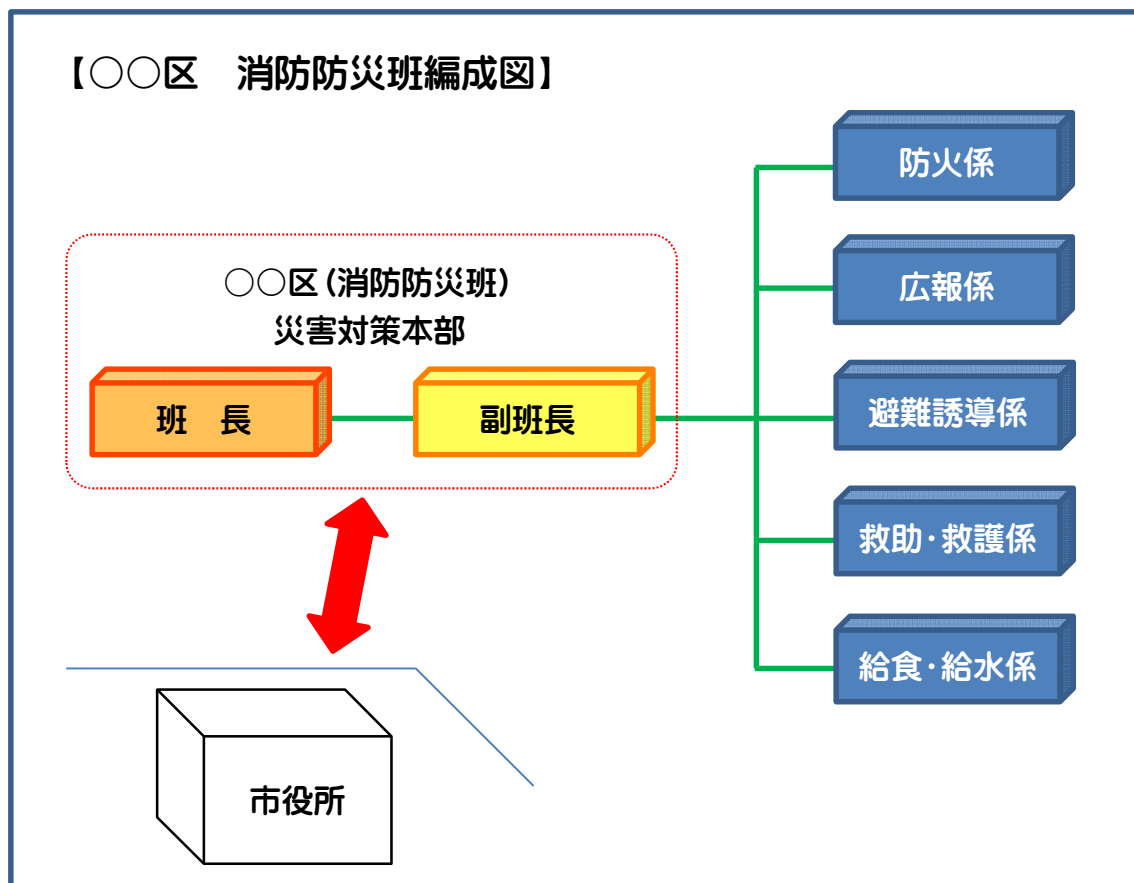 【○○区　消防防災班編成図】
○○区(消防防災班)
災害対策本部
班　長
副班長
防火係
広報係
避難誘導係
救助・救護係
給食・給水係
市役所